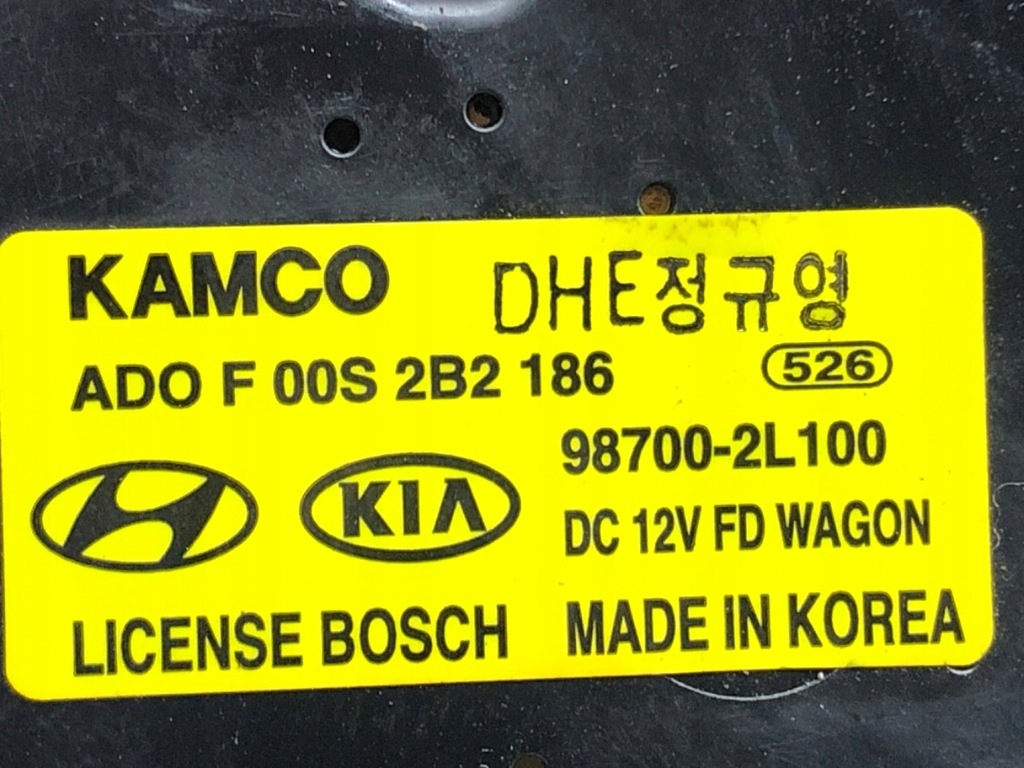 KAMCO DHE정규영
ADO F 00S 2B2 186 526
98700-2L100
KIA DC 12V FD WAGON
LICENSE BOSCH MADE IN KOREA